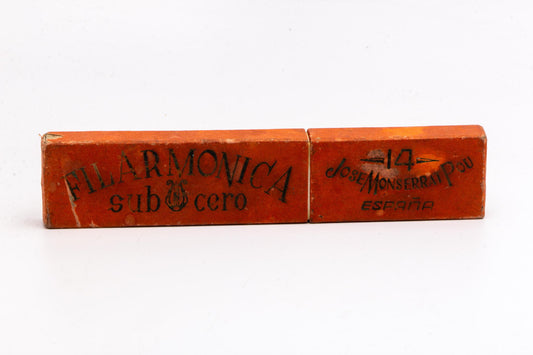 FILARMONICA
sub cero
14
JOSE MONSERRAT POU
ESPAÑA